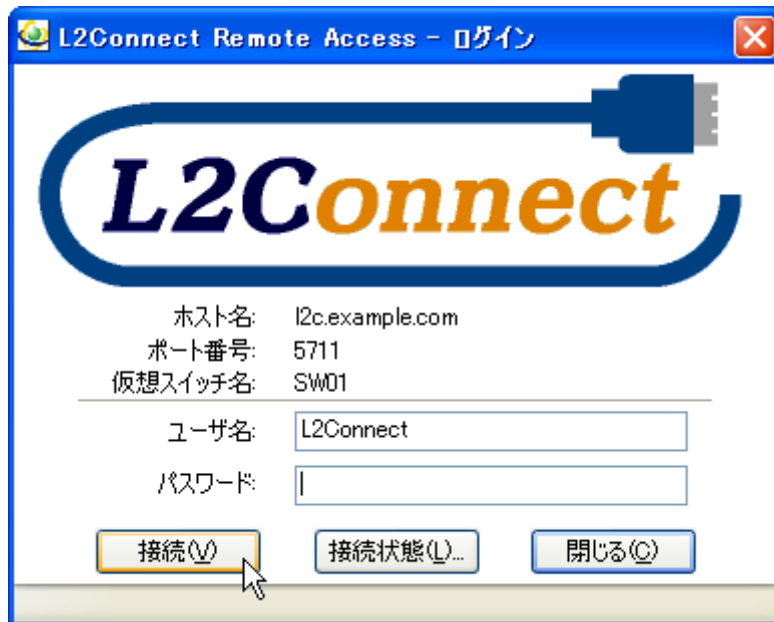 L2Connect Remote Access - ログイン
L2Connect
ホスト名: l2c.example.com
ポート番号: 5711
仮想スイッチ名: SW01
ユーザ名: L2Connect
パスワード:
接続(V) 接続状態(L)... 閉じる(C)